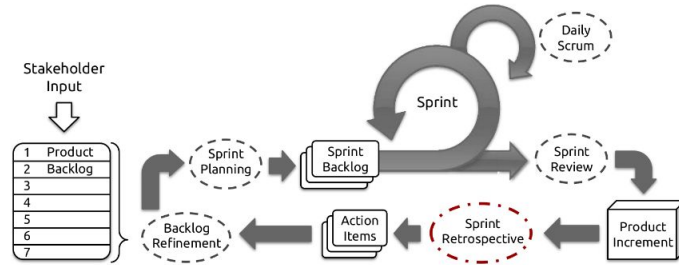 Stakeholder
Input
1 Product
2 Backlog
3
4
5
6
7
Backlog
Refinement
Sprint
Planning
Sprint
Backlog
Sprint
Daily
Scrum
Sprint
Review
Product
Increment
Sprint
Retrospective
Action
Items